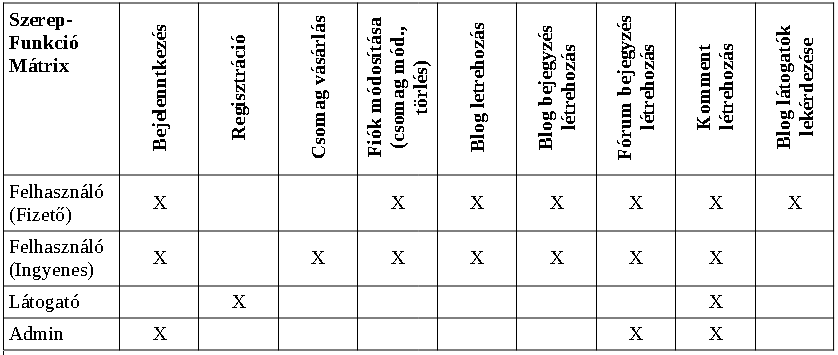 Szerep-
Funkció
Mátrix
Bejelenntkezés
Regisztráció
Csomag vásárlás
Fiók módosítása
(csomag mód.,
törlés)
Blog letrehozás
Blog bejegyzés
létrehozás
Fórum bejegyzés
létrehozás
Komment
létrehozás
Blog látogatók
lekérdezése
Felhasználó
(Fizető)
X X X X X X X
Felhasználó
(Ingyenes)
X X X X X X X
Látogató X X
Admin X X X